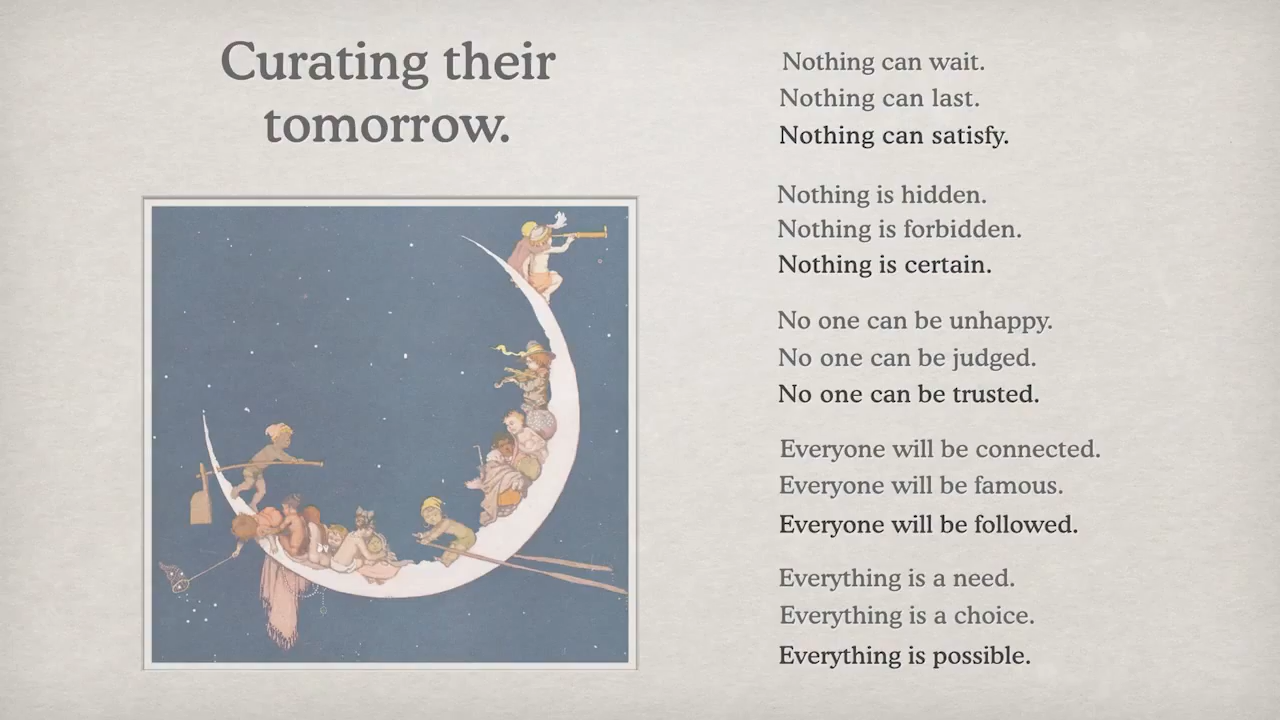 Curating their
tomorrow.
Nothing can wait.
Nothing can last.
Nothing can satisfy.
Nothing is hidden.
Nothing is forbidden.
Nothing is certain.
No one can be unhappy.
No one can be judged.
No one can be trusted.
Everyone will be connected.
Everyone will be famous.
Everyone will be followed.
Everything is a need.
Everything is a choice.
Everything is possible.